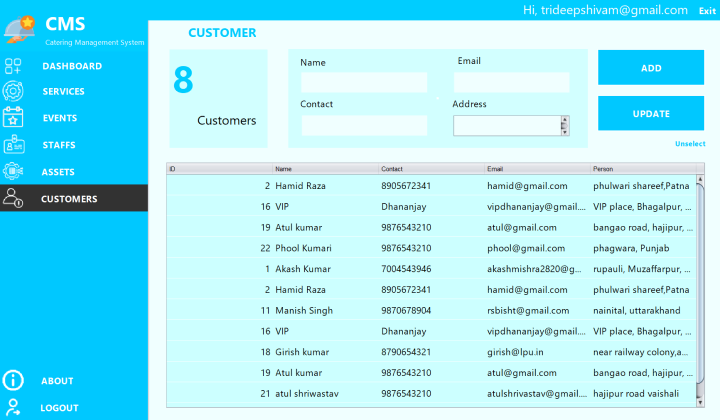 Hi, trideepshivam@gmail.com Exit
CMS
Catering Management System
DASHBOARD
SERVICES
EVENTS
STAFFS
ASSETS
CUSTOMERS
ABOUT
LOGOUT
CUSTOMER
8
Customers
Name
Email
Contact
Address
ADD
UPDATE
Unselect
ID Name Contact Email Person
2 Hamid Raza 8905672341 hamid@gmail.com phulwari shareef,Patna
16 VIP Dhananjay vipdhananjay@gmail.... VIP place, Bhagalpur, ...
19 Atul kumar 9876543210 atul@gmail.com bangao road, hajipur, ...
22 Phool Kumari 9876543210 phool@gmail.com phagwara, Punjab
1 Akash Kumar 7004543946 akashmishra2820@g... rupauli, Muzaffarpur, ...
2 Hamid Raza 8905672341 hamid@gmail.com phulwari shareef,Patna
11 Manish Singh 9870678904 rsbisht@gmail.com nainital, uttarakhand
16 VIP Dhananjay vipdhananjay@gmail.... VIP place, Bhagalpur, ...
18 Girish kumar 8790654321 girish@lpu.in near railway colony,a...
19 Atul kumar 9876543210 atul@gmail.com bangao road, hajipur, ...
21 atul shriwastav 9876543210 atulshrivastav@gmail... hajipur road vaishali